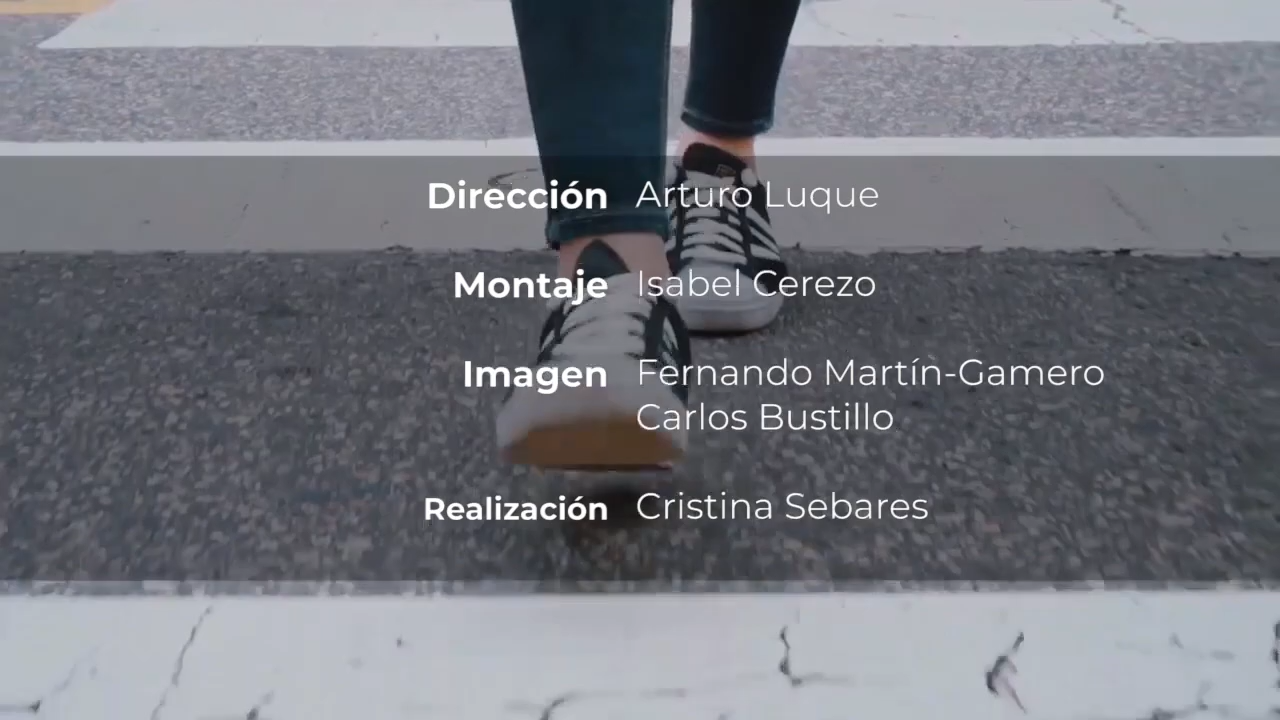 Dirección Arturo Luque
Montaje Isabel Cerezo
Imagen Fernando Martín-Gamero
Carlos Bustillo
Realización Cristina Sebares